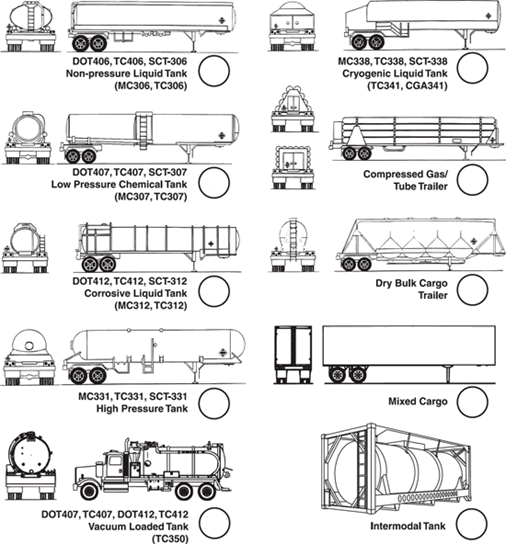 DOT406, TC406, SCT-306
Non-pressure Liquid Tank
(MC306, TC306)
MC338, TC338, SCT-338
Cryogenic Liquid Tank
(TC341, CGA341)
DOT407, TC407, SCT-307
Low Pressure Chemical Tank
(MC307, TC307)
Compressed Gas/
Tube Trailer
DOT412, TC412, SCT-312
Corrosive Liquid Tank
(MC312, TC312)
Dry Bulk Cargo
Trailer
MC331, TC331, SCT-331
High Pressure Tank
Mixed Cargo
DOT407, TC407, DOT412, TC412
Vacuum Loaded Tank
(TC350)
Intermodal Tank